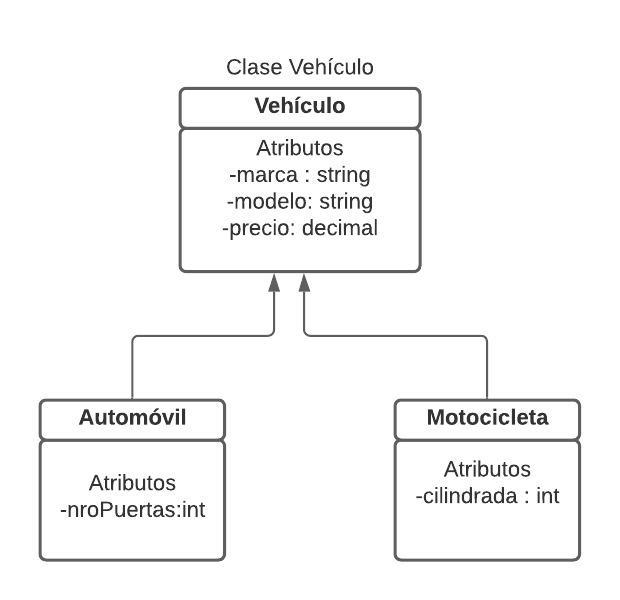 Clase Vehículo
Vehículo
Atributos
-marca : string
-modelo: string
-precio: decimal
Automóvil
Atributos
-nroPuertas:int
Motocicleta
Atributos
-cilindrada : int